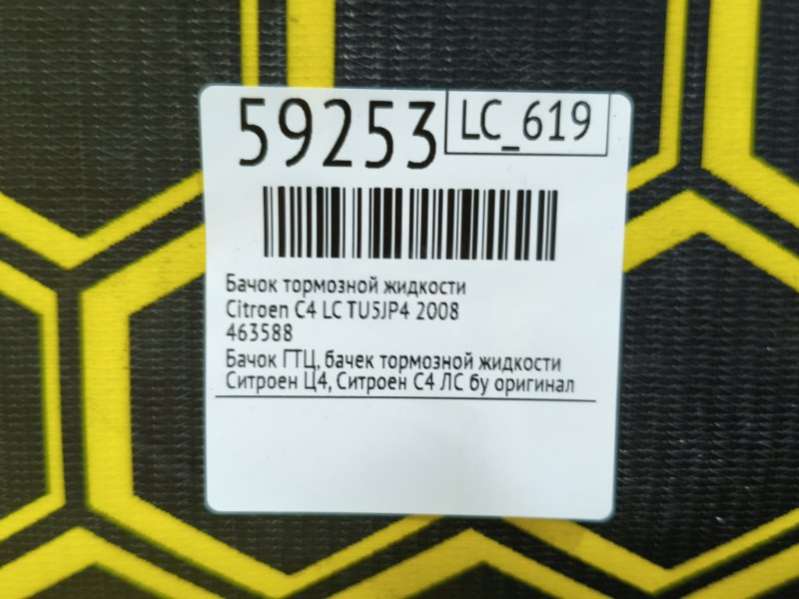 59253
LC_619
Бачок тормозной жидкости
Citroen C4 LC TU5JP4 2008
463588
Бачок ГТЦ, бачек тормозной жидкости
Ситроен Ц4, Ситроен С4 ЛС бу оригинал